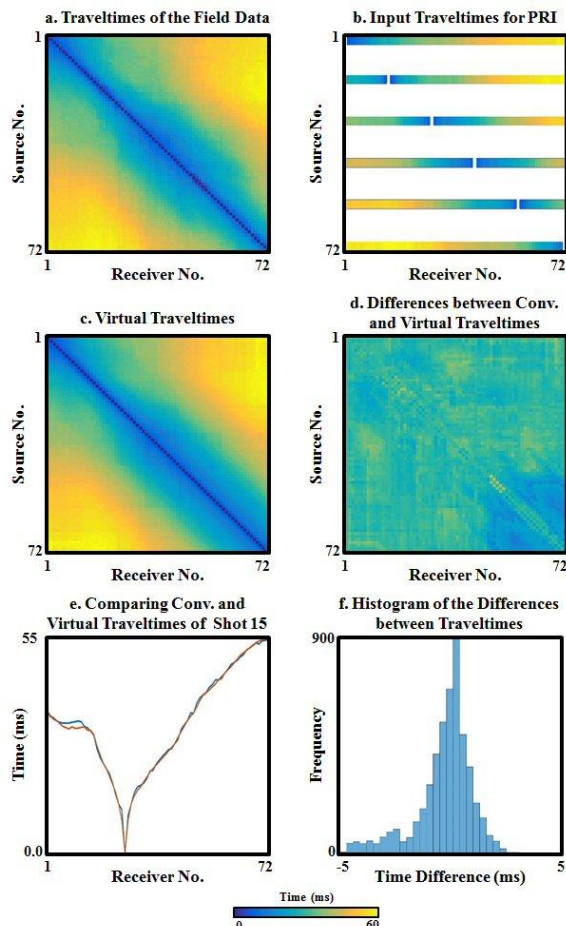 a. Traveltimes of the Field Data
1
Source No.
72
1
Receiver No.
72
b. Input Traveltimes for PRI
1
Source No.
72
1
Receiver No.
72
c. Virtual Traveltimes
1
Source No.
72
1
Receiver No.
72
d. Differences between Conv.
and Virtual Traveltimes
1
Source No.
72
1
Receiver No.
72
e. Comparing Conv. and
Virtual Traveltimes of Shot 15
55
Time (ms)
0.0
1
Receiver No.
72
f. Histogram of the Differences
between Traveltimes
900
Frequency
0
-5
Time Difference (ms)
5
Time (ms)
0
60